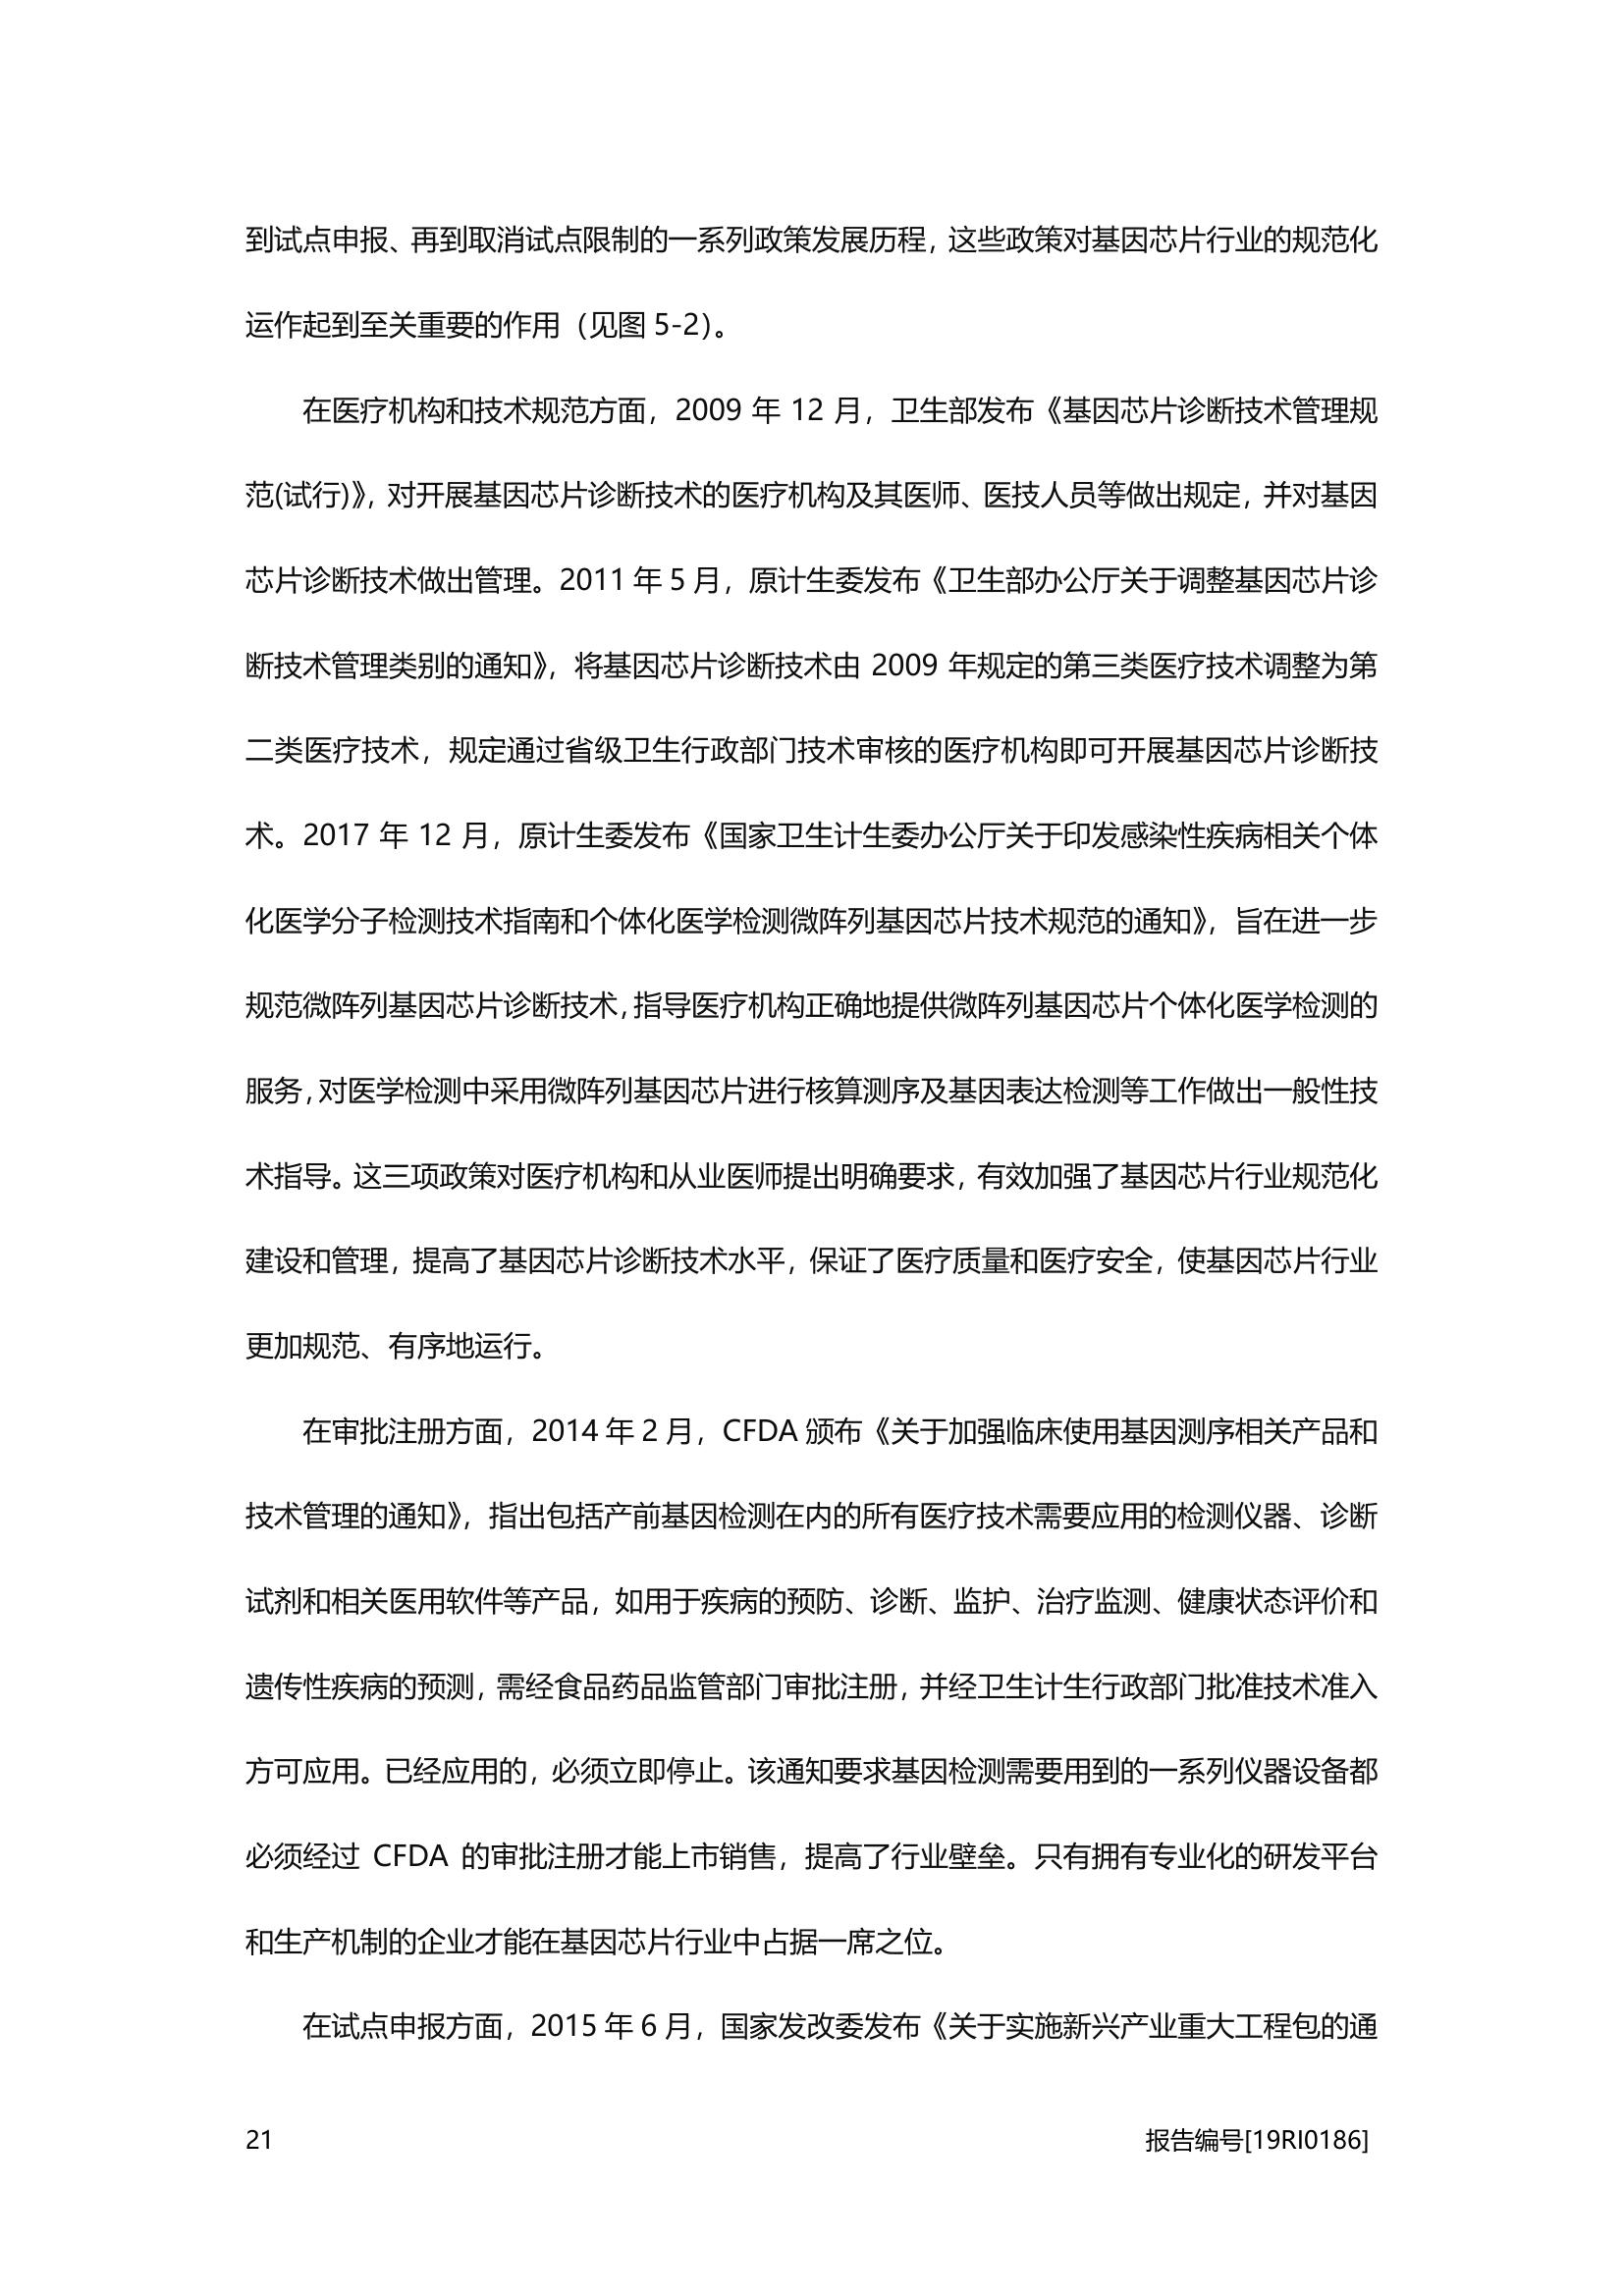 到试点申报、再到取消试点限制的一系列政策发展历程，这些政策对基因芯片行业的规范化
运作起到至关重要的作用（见图 5-2）。
在医疗机构和技术规范方面，2009 年 12 月，卫生部发布《基因芯片诊断技术管理规
范(试行)》，对开展基因芯片诊断技术的医疗机构及其医师、医技人员等做出规定，并对基因
芯片诊断技术做出管理。2011 年 5 月，原计生委发布《卫生部办公厅关于调整基因芯片诊
断技术管理类别的通知》，将基因芯片诊断技术由 2009 年规定的第三类医疗技术调整为第
二类医疗技术，规定通过省级卫生行政部门技术审核的医疗机构即可开展基因芯片诊断技
术。2017 年 12 月，原计生委发布《国家卫生计生委办公厅关于印发感染性疾病相关个体
化医学分子检测技术指南和个体化医学检测微阵列基因芯片技术规范的通知》，旨在进一步
规范微阵列基因芯片诊断技术，指导医疗机构正确地提供微阵列基因芯片个体化医学检测的
服务，对医学检测中采用微阵列基因芯片进行核算测序及基因表达检测等工作做出一般性技
术指导。这三项政策对医疗机构和从业医师提出明确要求，有效加强了基因芯片行业规范化
建设和管理，提高了基因芯片诊断技术水平，保证了医疗质量和医疗安全，使基因芯片行业
更加规范、有序地运行。
在审批注册方面，2014 年 2 月，CFDA 颁布《关于加强临床使用基因测序相关产品和
技术管理的通知》，指出包括产前基因检测在内的所有医疗技术需要应用的检测仪器、诊断
试剂和相关医用软件等产品，如用于疾病的预防、诊断、监护、治疗监测、健康状态评价和
遗传性疾病的预测，需经食品药品监管部门审批注册，并经卫生计生行政部门批准技术准入
方可应用。已经应用的，必须立即停止。该通知要求基因检测需要用到的一系列仪器设备都
必须经过 CFDA 的审批注册才能上市销售，提高了行业壁垒。只有拥有专业化的研发平台
和生产机制的企业才能在基因芯片行业中占据一席之位。
在试点申报方面，2015 年 6 月，国家发改委发布《关于实施新兴产业重大工程包的通
21 报告编号[19RI0186]